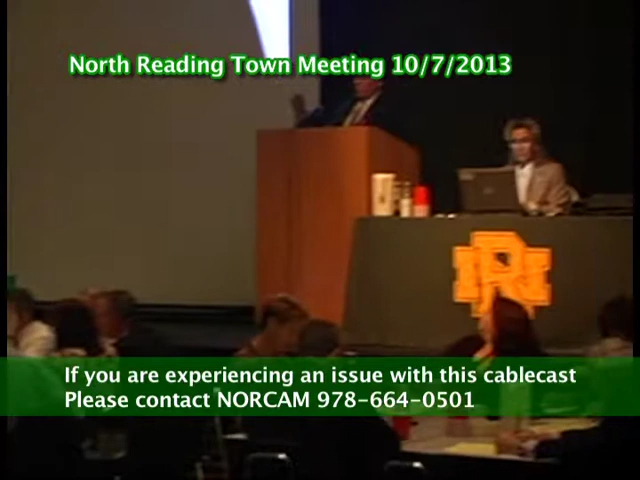 North Reading Town Meeting 10/7/2013
NR
If you are experiencing an issue with this cablecast
Please contact NORCAM 978-664-0501